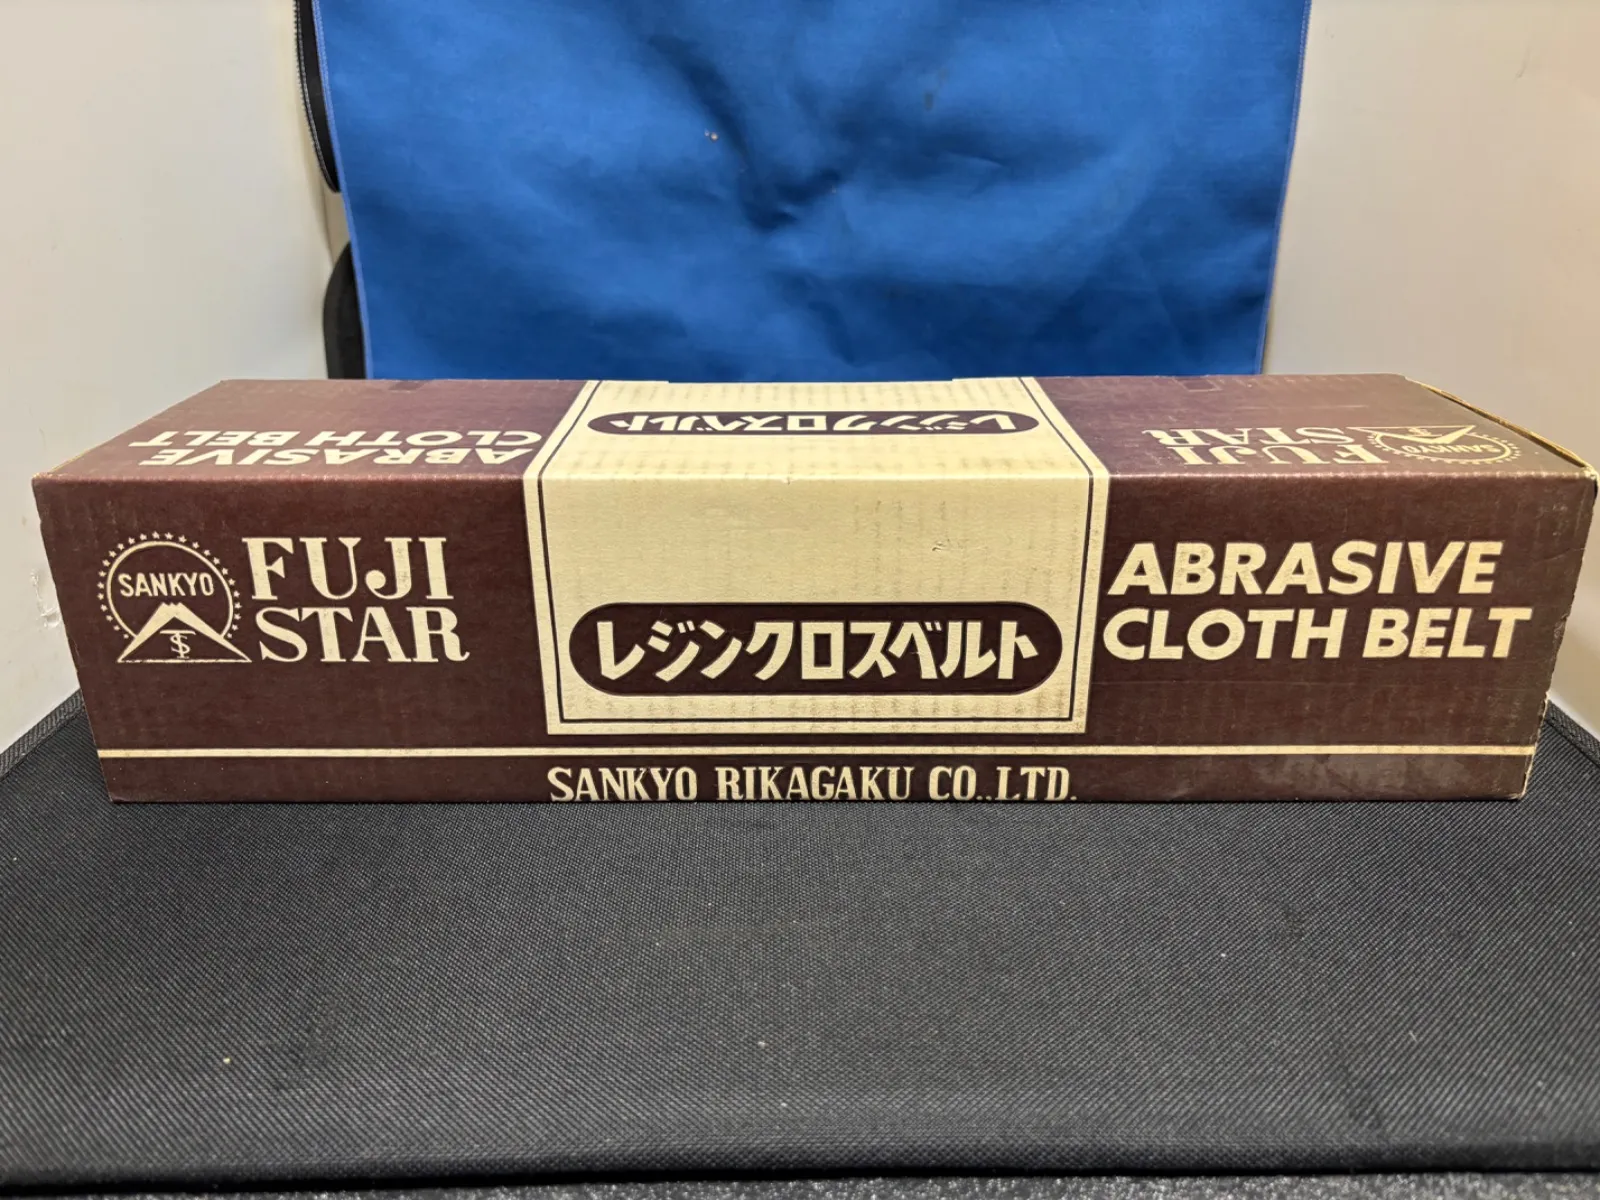 ABRASIVE
CLOTH BELT
レジンクロスベルト
FUJI
STAR
SANKYO
SANKYO
FUJI
STAR
レジンクロスベルト
ABRASIVE
CLOTH BELT
SANKYO RIKAGAKU CO.,LTD.